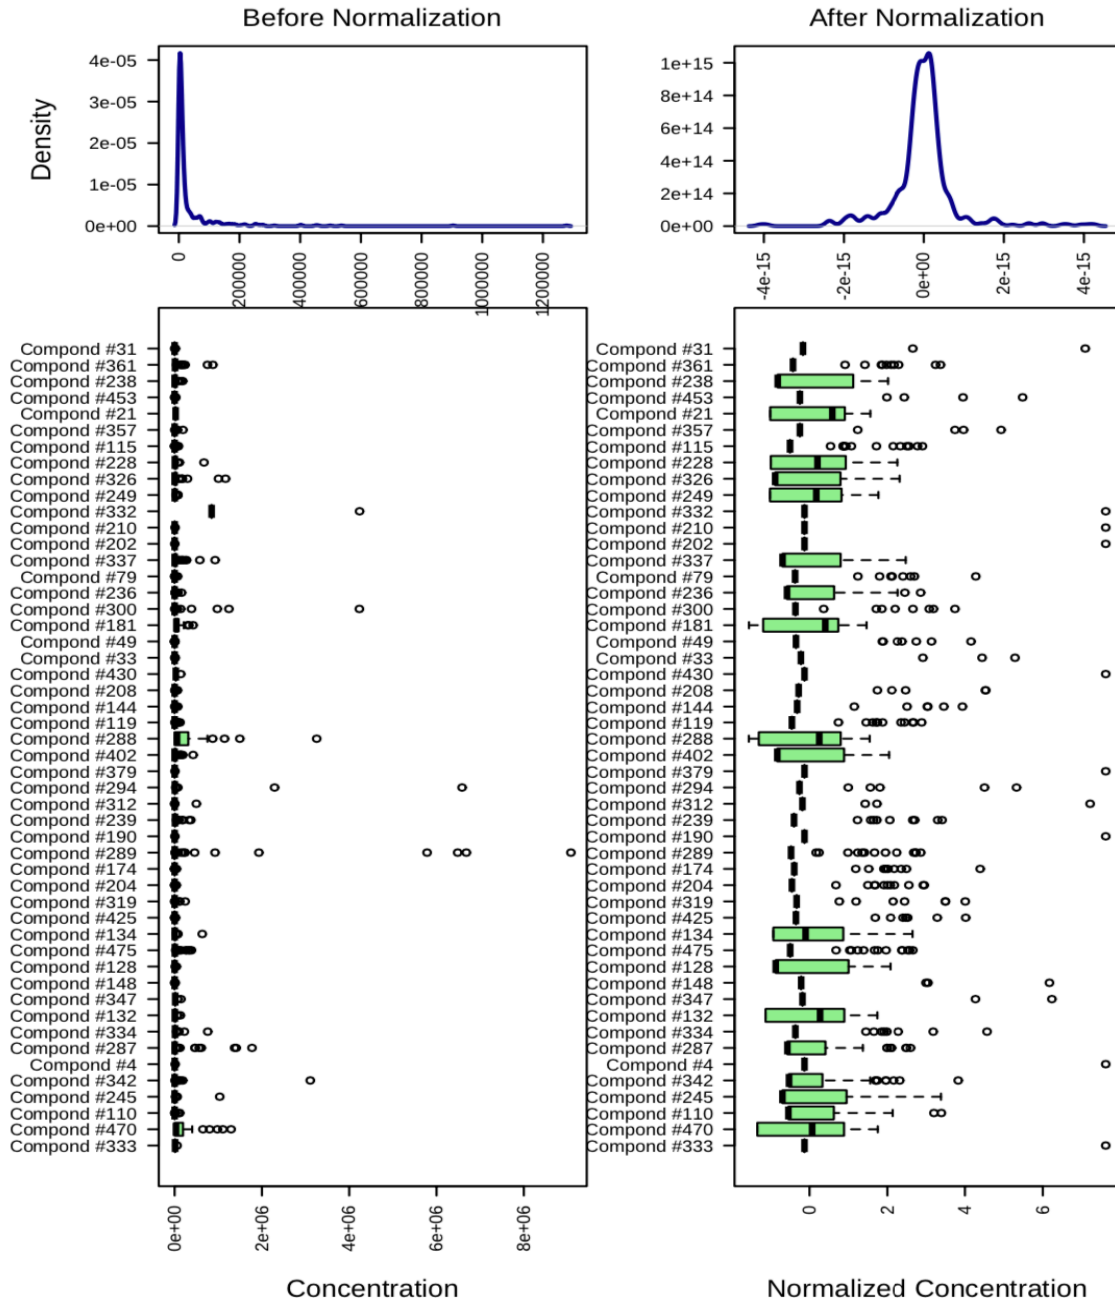 Before Normalization
After Normalization
Density
4e-05
3e-05
2e-05
1e-05
0e+00
0
200000
400000
600000
800000
1000000
1200000
1e+15
8e+14
6e+14
4e+14
2e+14
0e+00
-4e-15
-2e-15
0e+00
2e-15
4e-15
Compond #31
Compond #361
Compond #238
Compond #453
Compond #21
Compond #357
Compond #115
Compond #228
Compond #326
Compond #249
Compond #332
Compond #210
Compond #202
Compond #337
Compond #79
Compond #236
Compond #300
Compond #181
Compond #49
Compond #33
Compond #430
Compond #208
Compond #144
Compond #119
Compond #288
Compond #402
Compond #379
Compond #294
Compond #312
Compond #239
Compond #190
Compond #289
Compond #174
Compond #204
Compond #319
Compond #425
Compond #134
Compond #475
Compond #128
Compond #148
Compond #347
Compond #132
Compond #334
Compond #287
Compond #4
Compond #342
Compond #245
Compond #110
Compond #470
Compond #333
0e+00
2e+06
4e+06
6e+06
8e+06
Concentration
Compond #31
Compond #361
Compond #238
Compond #453
Compond #21
Compond #357
Compond #115
Compond #228
Compond #326
Compond #249
Compond #332
Compond #210
Compond #202
Compond #337
Compond #79
Compond #236
Compond #300
Compond #181
Compond #49
Compond #33
Compond #430
Compond #208
Compond #144
Compond #119
Compond #288
Compond #402
Compond #379
Compond #294
Compond #312
Compond #239
Compond #190
Compond #289
Compond #174
Compond #204
Compond #319
Compond #425
Compond #134
Compond #475
Compond #128
Compond #148
Compond #347
Compond #132
Compond #334
Compond #287
Compond #4
Compond #342
Compond #245
Compond #110
Compond #470
Compond #333
0
2
4
6
Normalized Concentration